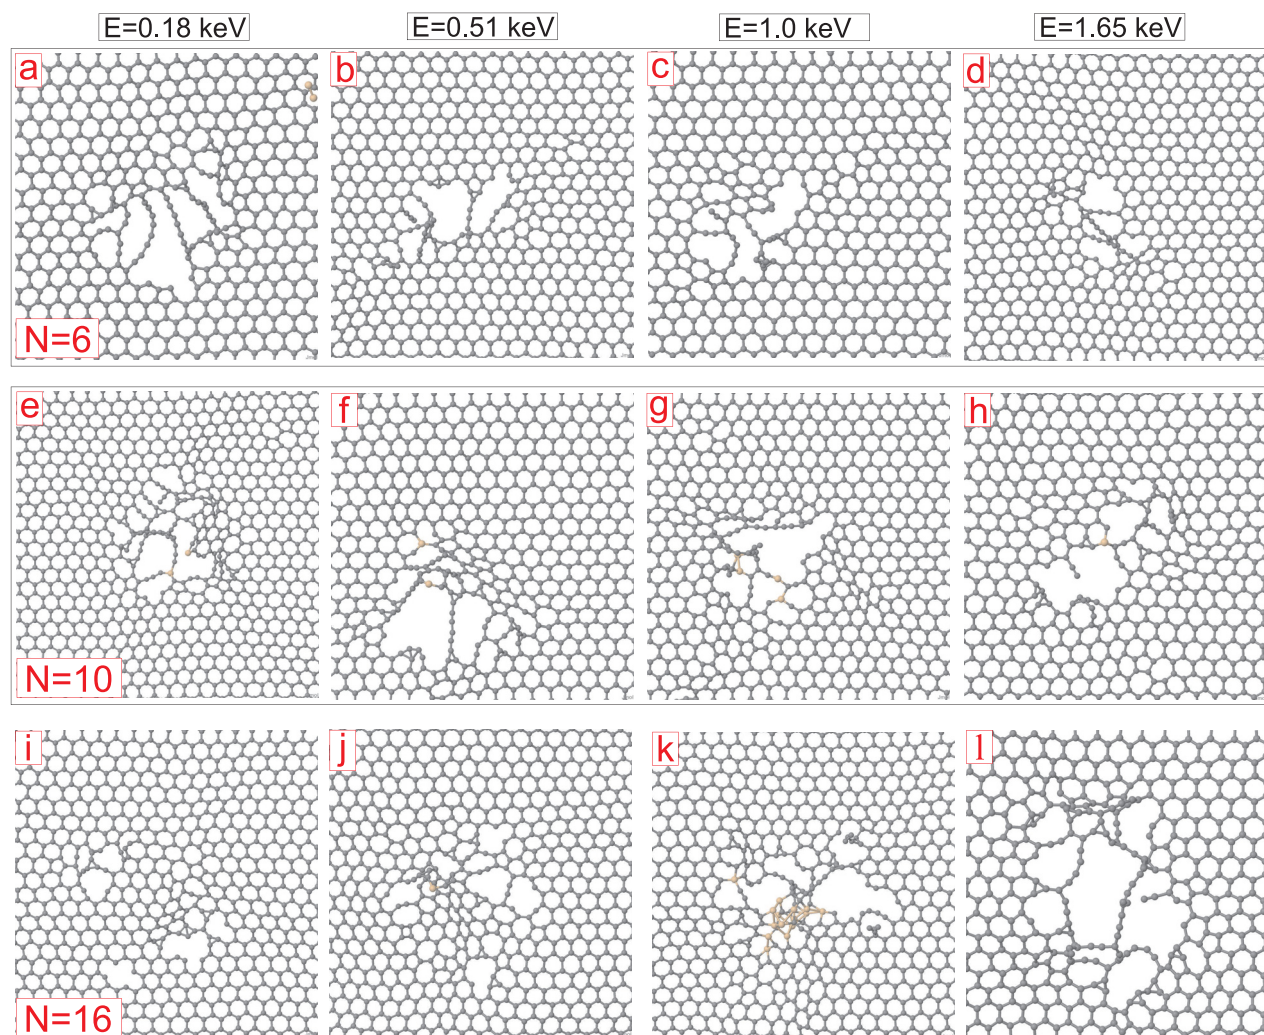 E=0.18 keV
E=0.51 keV
E=1.0 keV
E=1.65 keV
a
b
c
d
N=6
e
f
g
h
N=10
i
j
k
l
N=16